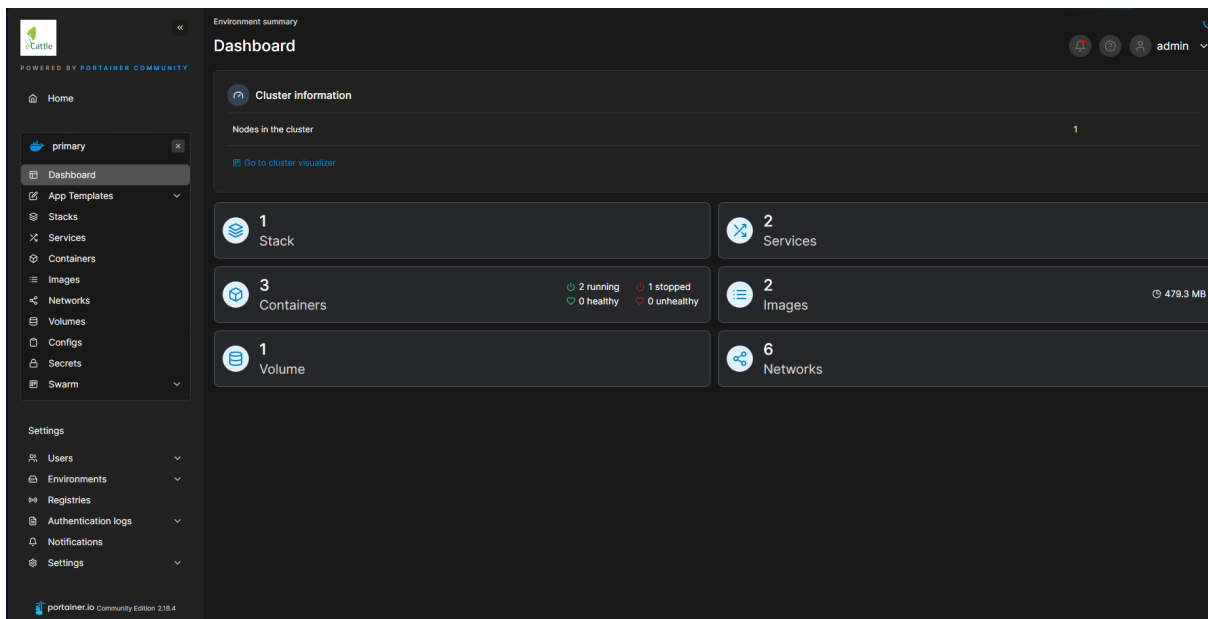 eCattle
POWERED BY PORTAINER COMMUNITY
Home
primary
Dashboard
App Templates
Stacks
Services
Containers
Images
Networks
Volumes
Configs
Secrets
Swarm
Settings
Users
Environments
Registries
Authentication logs
Notifications
Settings
portainer.io Community Edition 2.18.4
Environment summary
Dashboard
admin
Cluster information
Nodes in the cluster 1
Go to cluster visualizer
1
Stack
2
Services
3
Containers
2 running 1 stopped
0 healthy 0 unhealthy
2
Images
479.3 MB
1
Volume
6
Networks